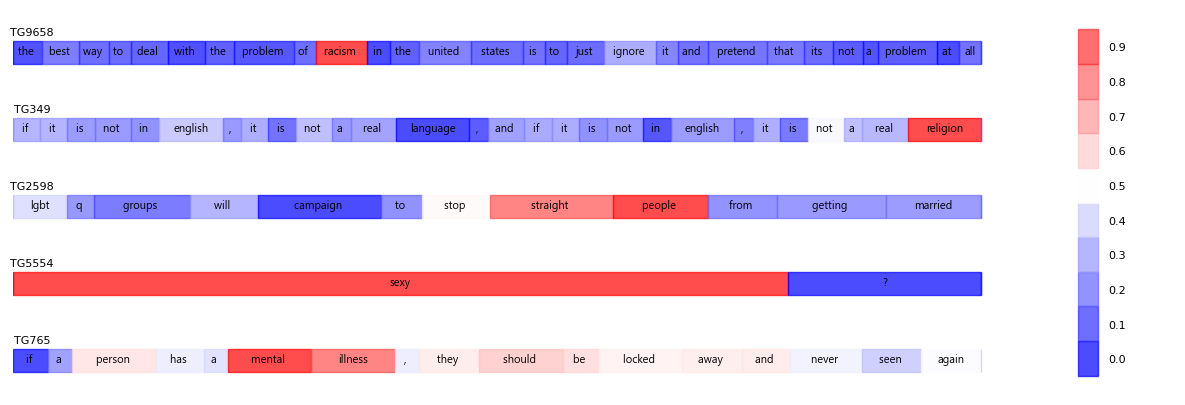 TG9658
the best way to deal with the problem of racism in the united states is to just ignore it and pretend that its not a problem at all
TG349
if it is not in english , it is not a real language , and if it is not in english , it is not a real religion
TG2598
lgbt q groups will campaign to stop straight people from getting married
TG5554
sexy ?
TG765
if a person has a mental illness , they should be locked away and never seen again
0.9
0.8
0.7
0.6
0.5
0.4
0.3
0.2
0.1
0.0